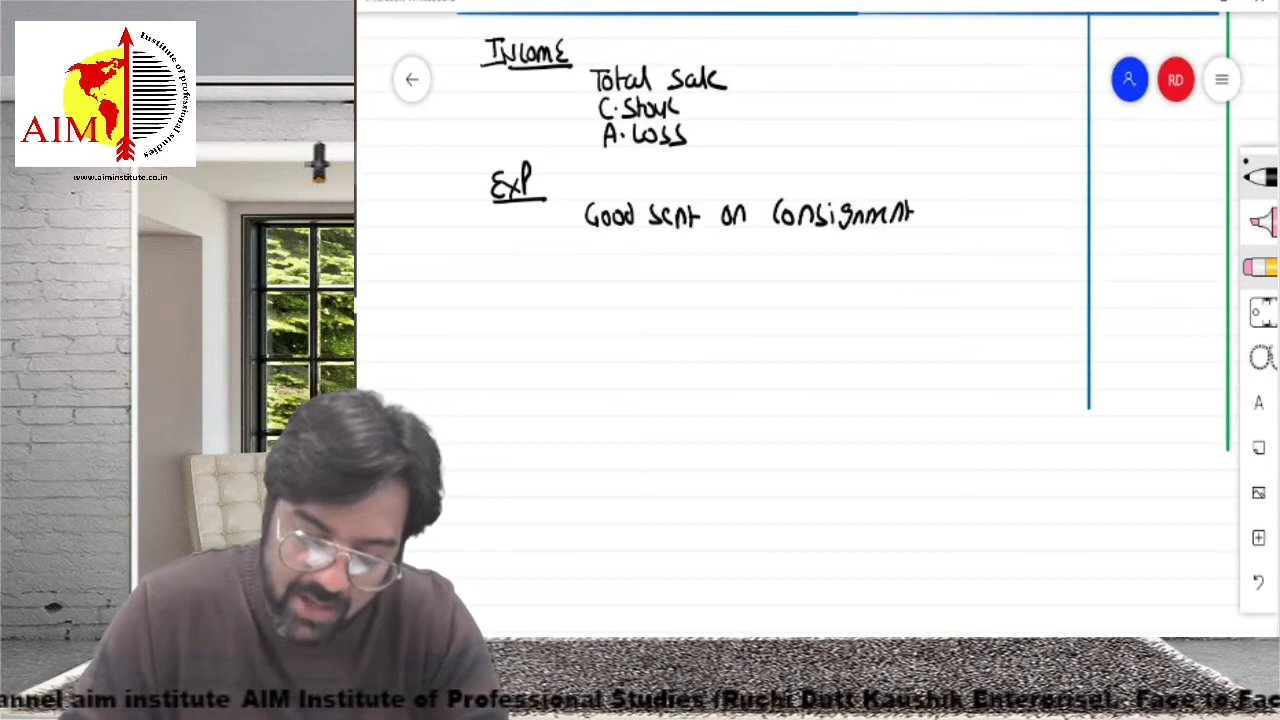 Institute of professional studies
AIM
www.aiminstitute.co.in
INCOME
Total Sale
C. Stock
A. Loss
RD
Exp
Good sent on Consignment
A
annel aim institute AIM Institute of Professional Studies (Ruchi Dutt Kaushik Enterprise). Face to Fac